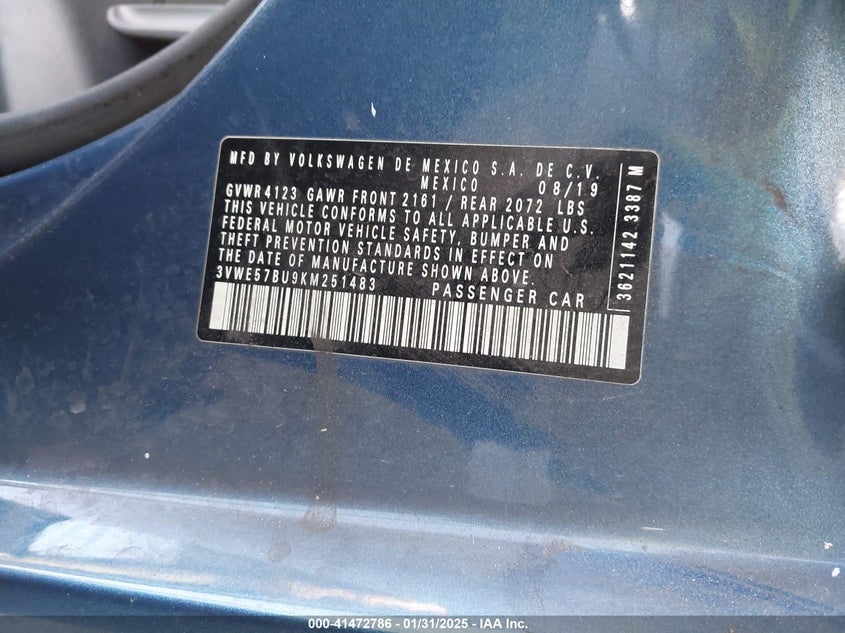 MFD BY VOLKSWAGEN DE MEXICO S.A. DE C.V.
MEXICO 08/19
GVWR 4123 GAWR FRONT 2161 / REAR 2072 LBS
THIS VEHICLE CONFORMS TO ALL APPLICABLE U.S.
FEDERAL MOTOR VEHICLE SAFETY, BUMPER AND
THEFT PREVENTION STANDARDS IN EFFECT ON
THE DATE OF MANUFACTURE SHOWN ABOVE.
3VWE57BU9KM251483 PASSENGER CAR
3621142 3387 M
000-41472786 - 01/31/2025 - IAAI.com